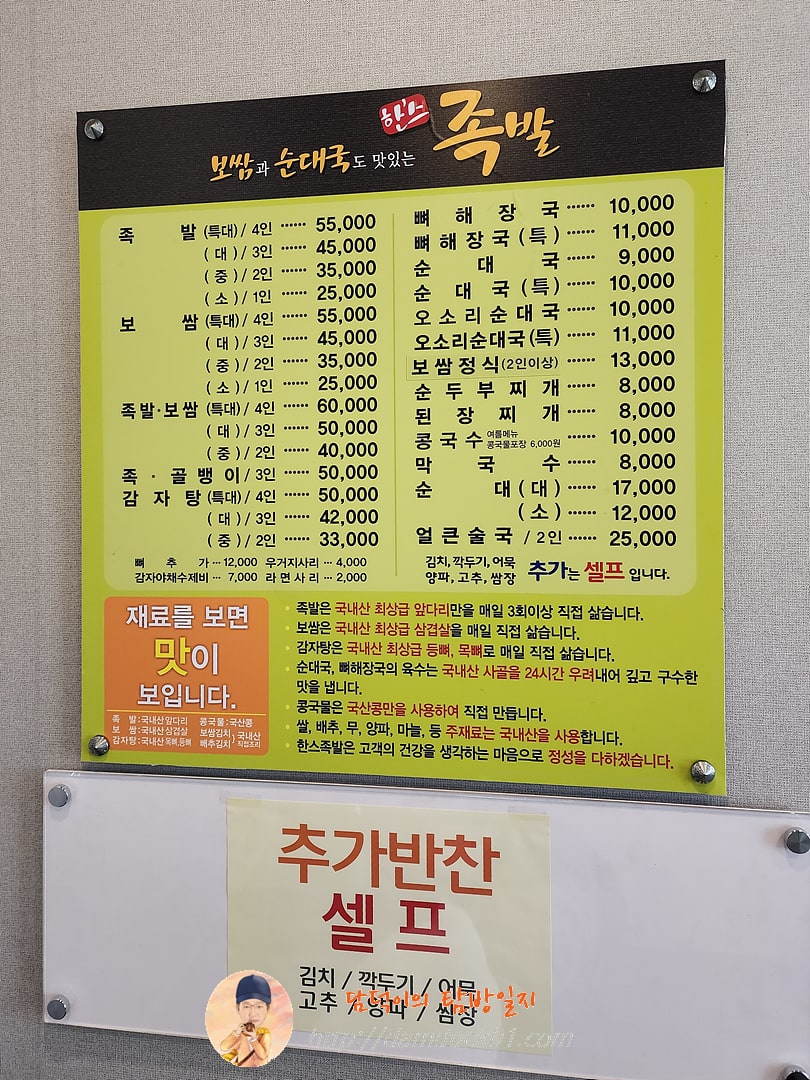 한스 족발
보쌈과 순대국도 맛있는
족 발 (특대) / 4인 ······ 55,000
( 대 ) / 3인 ······ 45,000
( 중 ) / 2인 ······ 35,000
( 소 ) / 1인 ······ 25,000
보 쌈 (특대) / 4인 ······ 55,000
( 대 ) / 3인 ······ 45,000
( 중 ) / 2인 ······ 35,000
( 소 ) / 1인 ······ 25,000
족발·보쌈 (특대) / 4인 ······ 60,000
( 대 ) / 3인 ······ 50,000
( 중 ) / 2인 ······ 40,000
족 · 골뱅이 / 3인 ······ 50,000
감 자 탕 (특대) / 4인 ······ 50,000
( 대 ) / 3인 ······ 42,000
( 중 ) / 2인 ······ 33,000
뼈 추 가 ··· 12,000 우거지사리 ··· 4,000
감자야채수제비 ··· 7,000 라면사리 ··· 2,000
뼈 해 장 국 ······ 10,000
뼈해장국(특) ······ 11,000
순 대 국 ······ 9,000
순 대 국 (특) ······ 10,000
오소리순대국 ······ 10,000
오소리순대국(특) ······ 11,000
보쌈정식(2인이상) ······ 13,000
순두부찌개 ······ 8,000
된 장 찌 개 ······ 8,000
콩국수 여름메뉴 콩국물포장 6,000원 ······ 10,000
막 국 수 ······ 8,000
순 대 (대) ······ 17,000
( 소 ) ······ 12,000
얼큰술국 / 2인 ······ 25,000
김치, 깍두기, 어묵
양파, 고추, 쌈장 추가는 셀프 입니다.
재료를 보면
맛이
보입니다.
족 발 : 국내산 앞다리 콩국물 : 국산콩
보 쌈 : 국내산 삼겹살 보쌈김치 국내산
감자탕 : 국내산 목뼈,등뼈 배추김치 직접조리
족발은 국내산 최상급 앞다리만을 매일 3회이상 직접 삶습니다.
보쌈은 국내산 최상급 삼겹살을 매일 직접 삶습니다.
감자탕은 국내산 최상급 등뼈, 목뼈로 매일 직접 삶습니다.
순대국, 뼈해장국의 육수는 국내산 사골을 24시간 우려내어 깊고 구수한
맛을 냅니다.
콩국물은 국산콩만을 사용하여 직접 만듭니다.
쌀, 배추, 무, 양파, 마늘, 등 주재료는 국내산을 사용합니다.
한스족발은 고객의 건강을 생각하는 마음으로 정성을 다하겠습니다.
추가반찬
셀프
김치 / 깍두기 / 어묵
고추 / 양파 / 쌈장
담덕이의 탐방일지